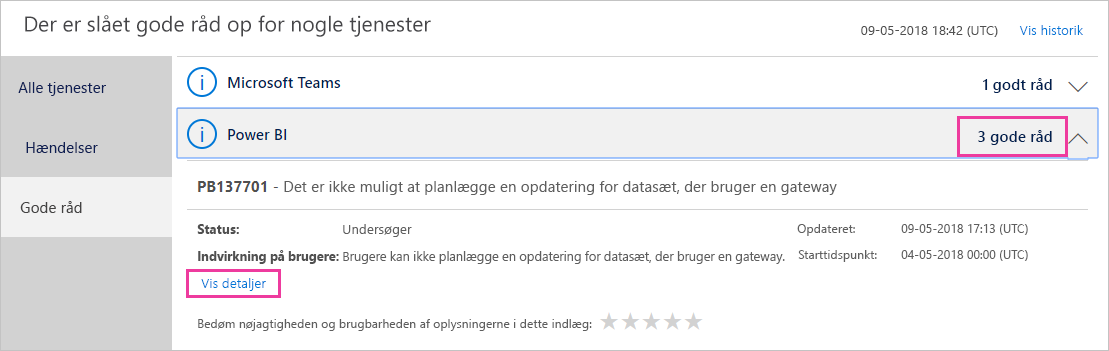 Der er slået gode råd op for nogle tjenester
09-05-2018 18:42 (UTC) Vis historik
Alle tjenester
Hændelser
Gode råd
Microsoft Teams 1 godt råd
Power BI 3 gode råd
PB137701 - Det er ikke muligt at planlægge en opdatering for datasæt, der bruger en gateway
Status: Undersøger Opdateret: 09-05-2018 17:13 (UTC)
Indvirkning på brugere: Brugere kan ikke planlægge en opdatering for datasæt, der bruger en gateway. Starttidspunkt: 04-05-2018 00:00 (UTC)
Vis detaljer
Bedøm nøjagtigheden og brugbarheden af oplysningerne i dette indlæg: